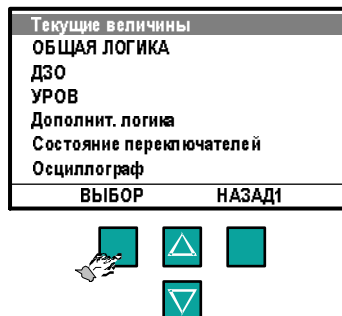 Текущие величины
ОБЩАЯ ЛОГИКА
ДЗО
УРОВ
Дополнит. логика
Состояние переключателей
Осциллограф
ВЫБОР НАЗАД1